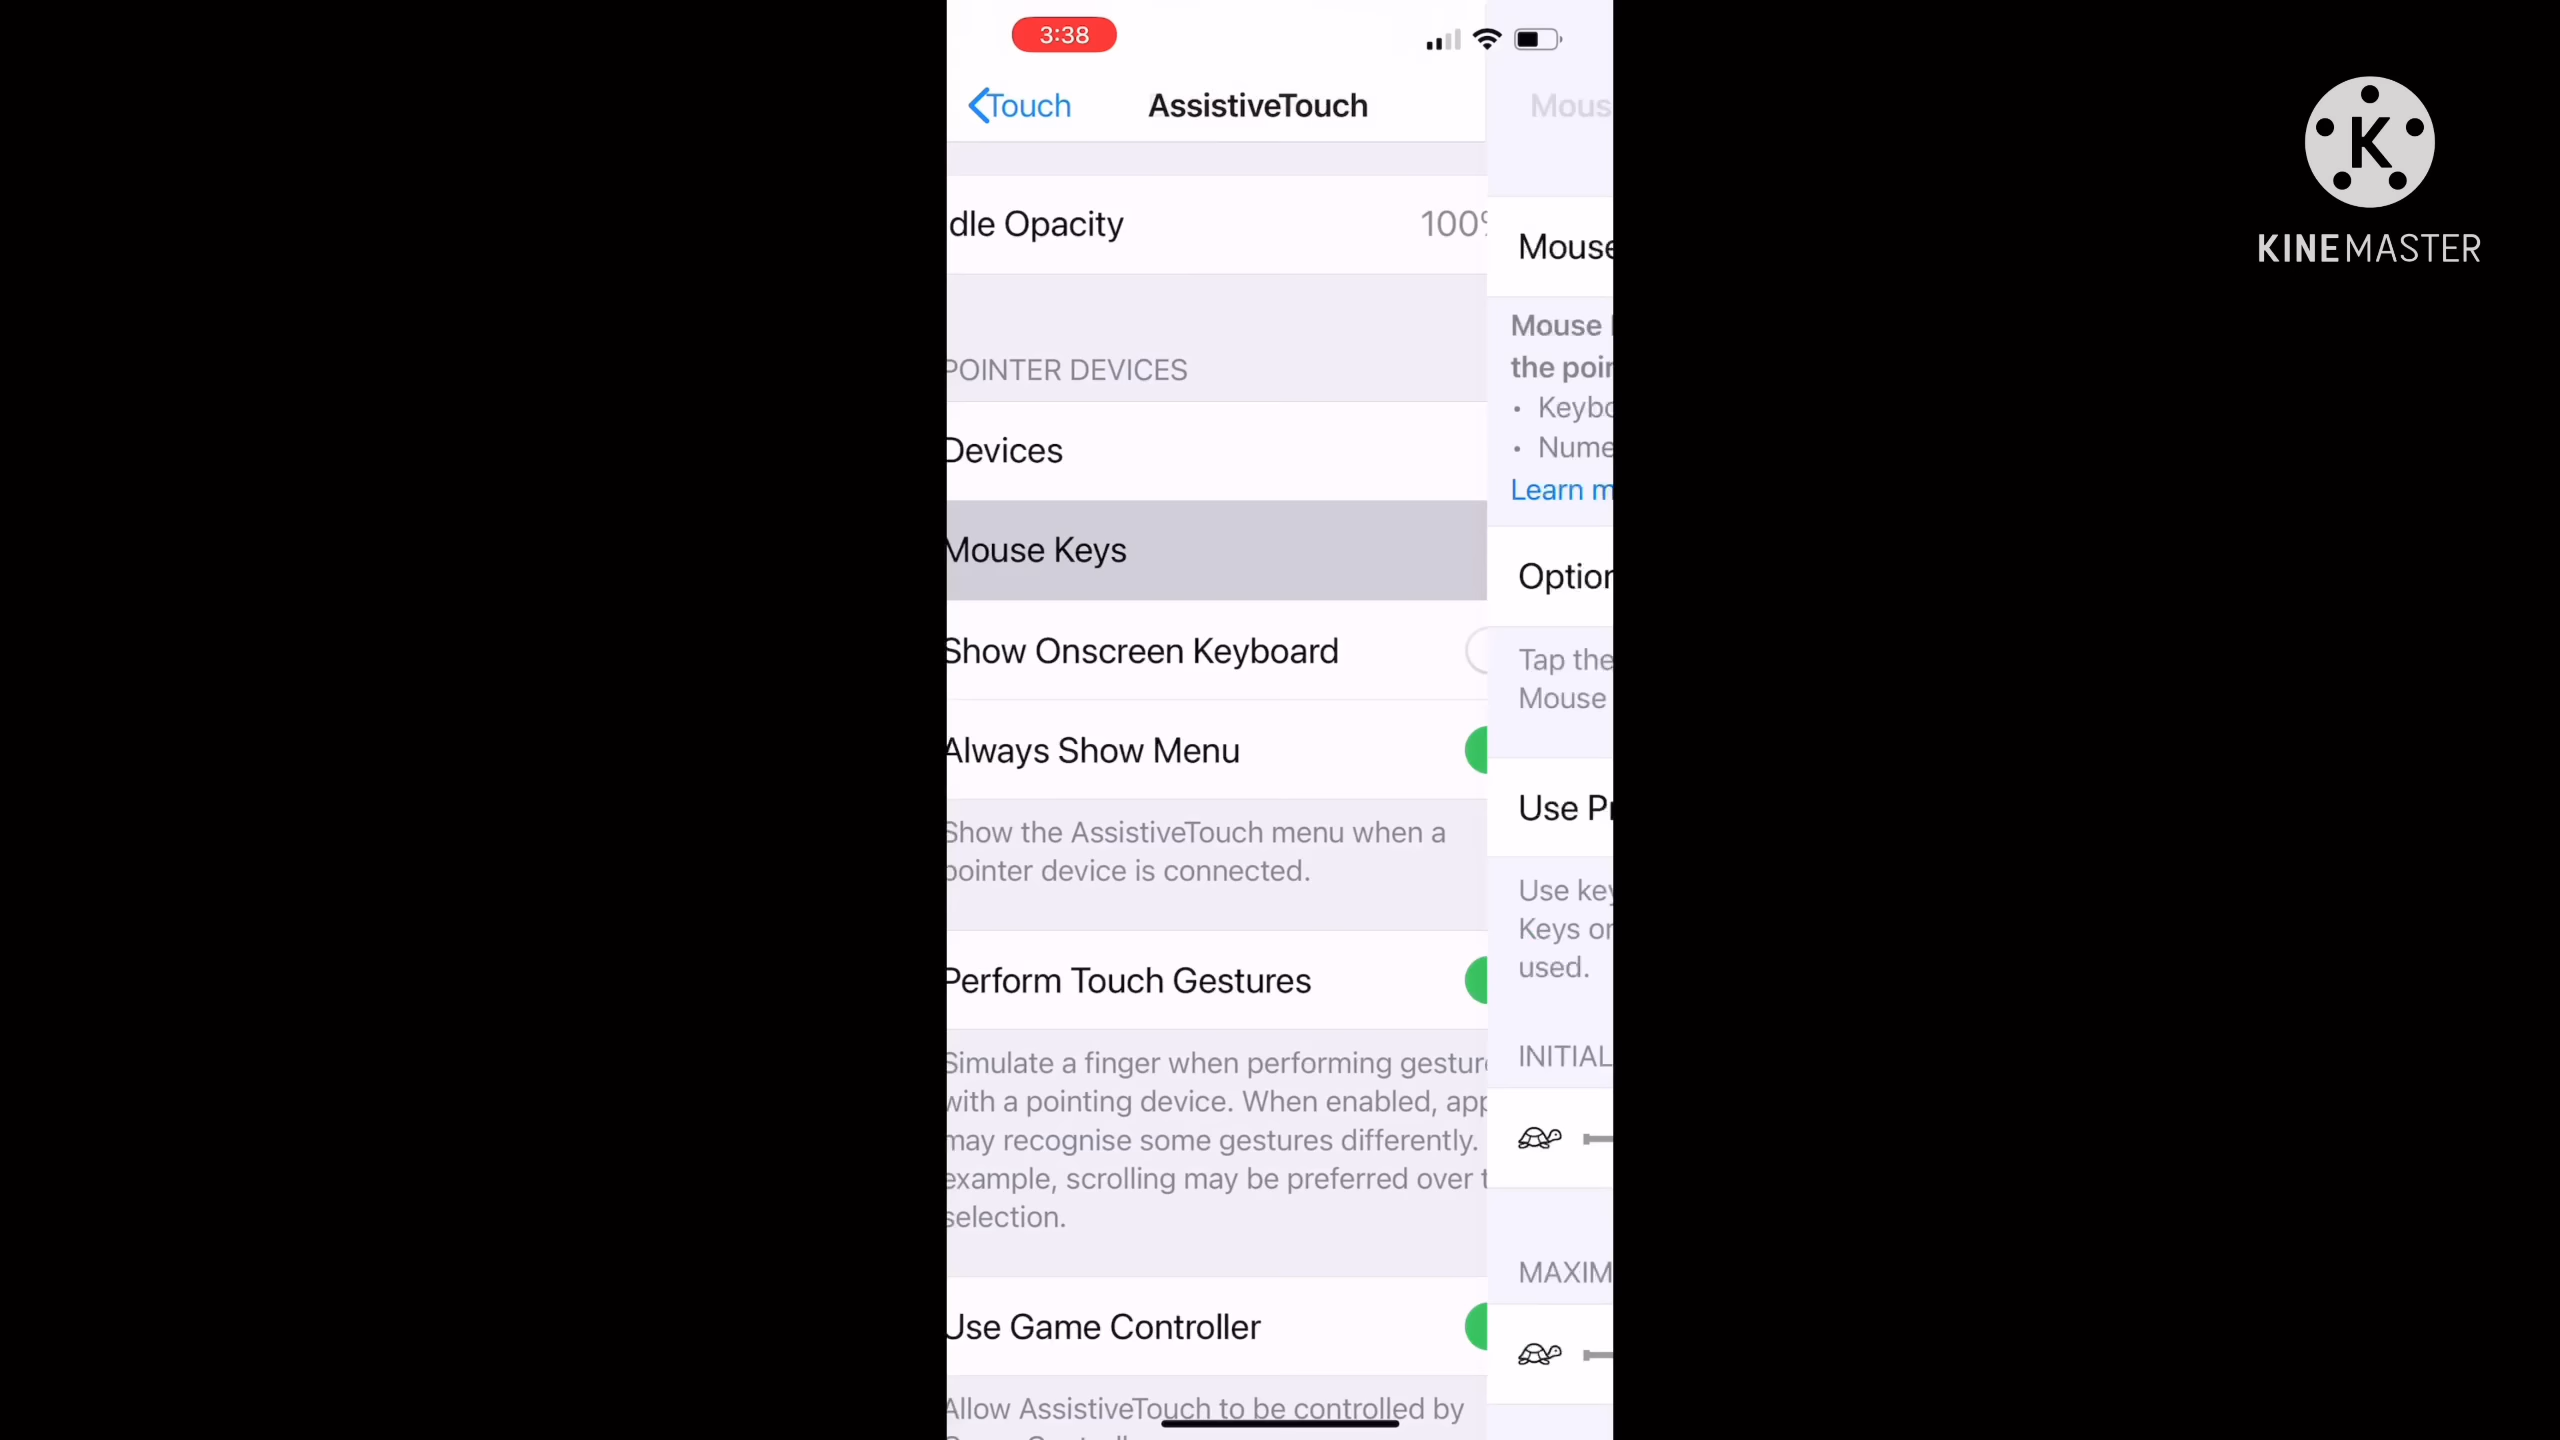 3:38
Touch
AssistiveTouch
Mous
K
KINEMASTER
dle Opacity
100%
Mouse
POINTER DEVICES
Mouse
the poin
• Keybo
• Nume
Learn m
Devices
Mouse Keys
Option
Show Onscreen Keyboard
Tap the
Mouse
Always Show Menu
Use Pr
Show the AssistiveTouch menu when a
pointer device is connected.
Use key
Keys or
used.
Perform Touch Gestures
INITIAL
Simulate a finger when performing gestur
with a pointing device. When enabled, app
may recognise some gestures differently.
example, scrolling may be preferred over t
selection.
MAXIM
Use Game Controller
Allow AssistiveTouch to be controlled by